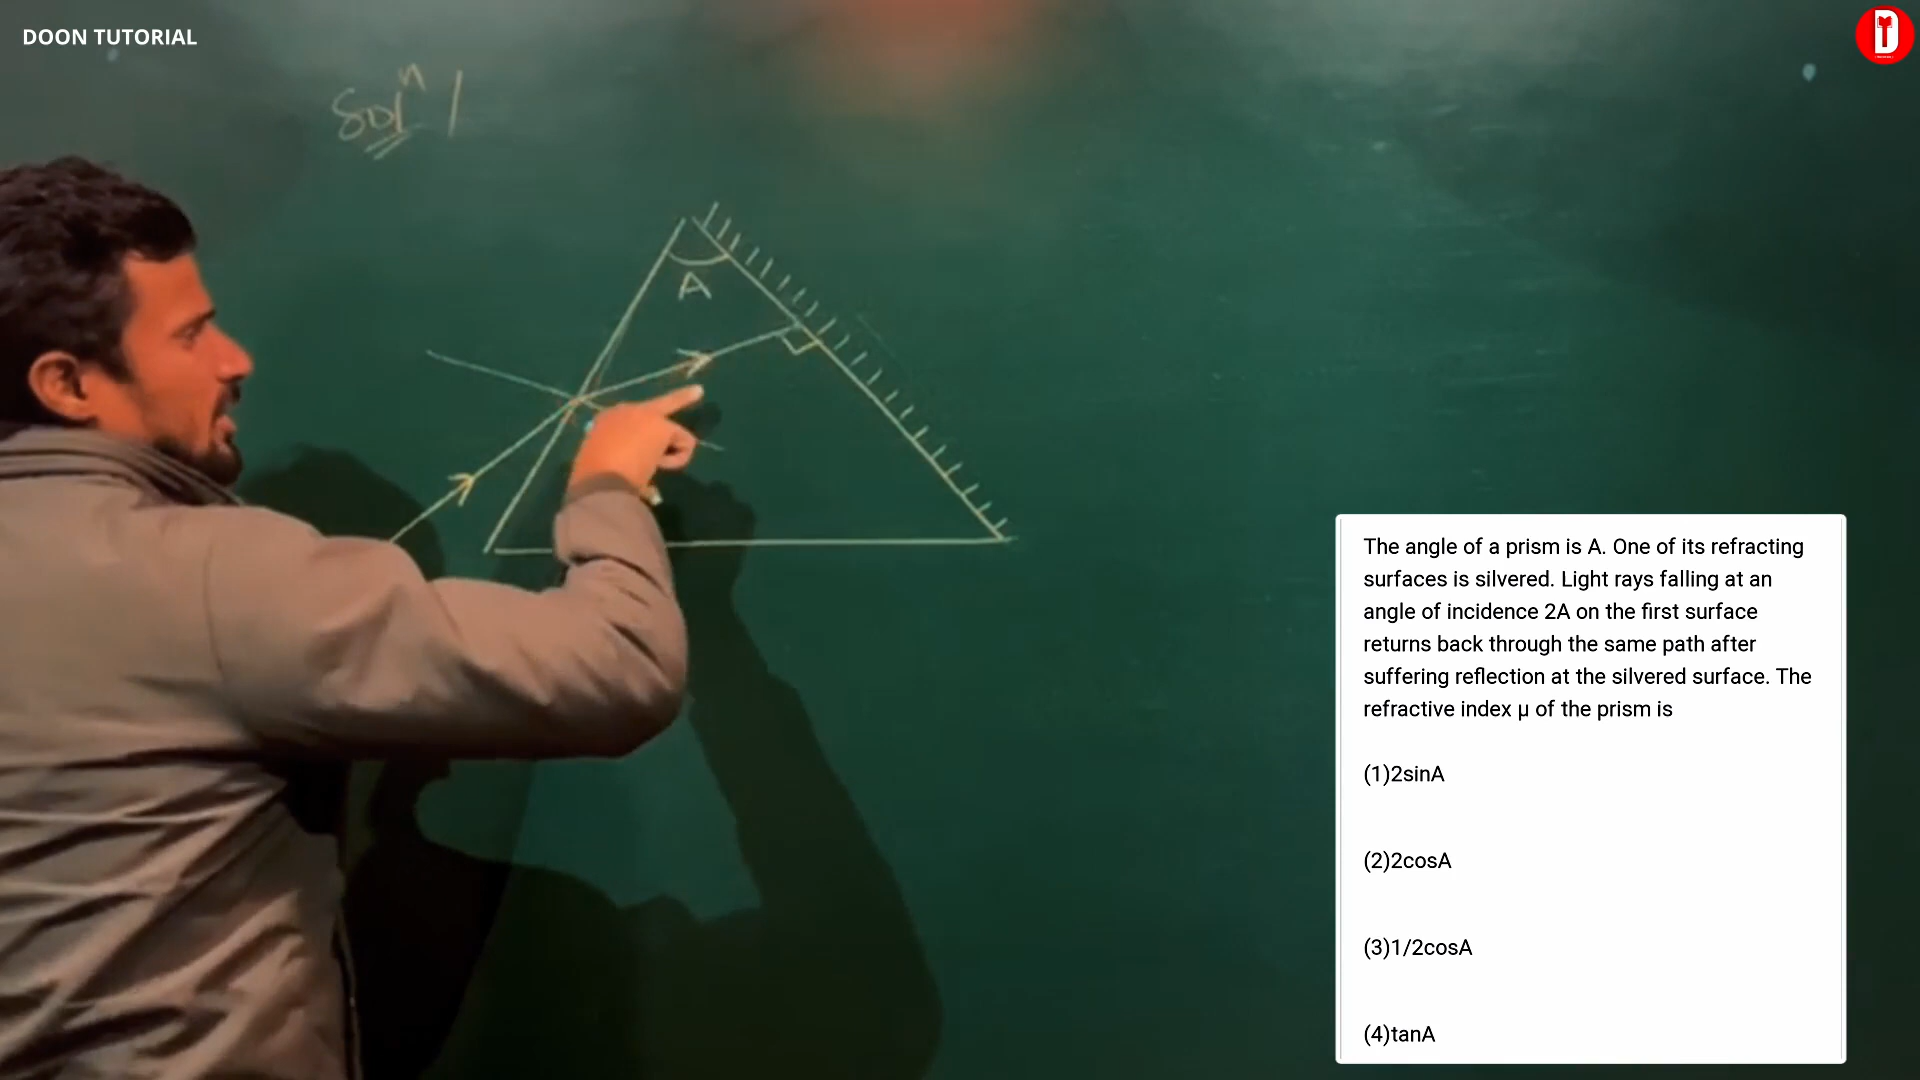 DOON TUTORIAL
Solⁿ /
A
The angle of a prism is A. One of its refracting
surfaces is silvered. Light rays falling at an
angle of incidence 2A on the first surface
returns back through the same path after
suffering reflection at the silvered surface. The
refractive index μ of the prism is
(1)2sinA
(2)2cosA
(3)1/2cosA
(4)tanA